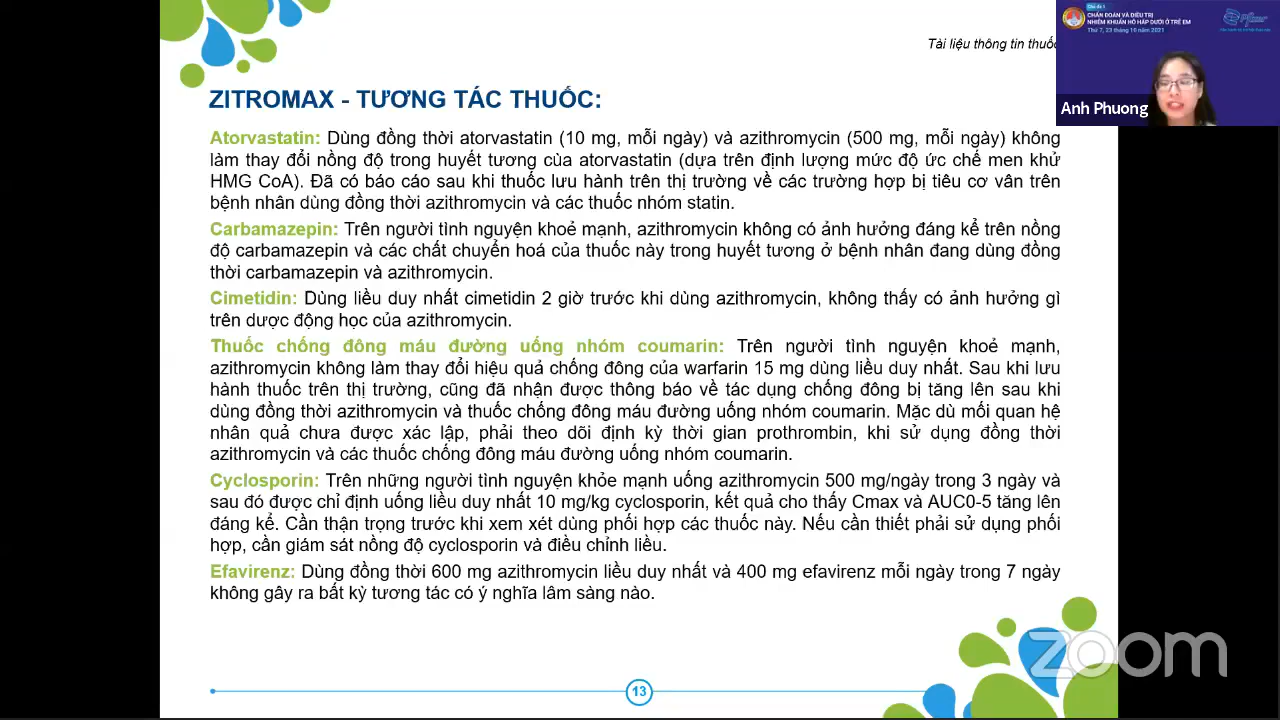 Tài liệu thông tin thuốc
Chủ đề 1
CHẨN ĐOÁN VÀ ĐIỀU TRỊ
NHIỄM KHUẨN HÔ HẤP DƯỚI Ở TRẺ EM
Thứ 7, 23 tháng 10 năm 2021
Anh Phuong
ZITROMAX - TƯƠNG TÁC THUỐC:
Atorvastatin: Dùng đồng thời atorvastatin (10 mg, mỗi ngày) và azithromycin (500 mg, mỗi ngày) không
làm thay đổi nồng độ trong huyết tương của atorvastatin (dựa trên định lượng mức độ ức chế men khử
HMG CoA). Đã có báo cáo sau khi thuốc lưu hành trên thị trường về các trường hợp bị tiêu cơ vân trên
bệnh nhân dùng đồng thời azithromycin và các thuốc nhóm statin.
Carbamazepin: Trên người tình nguyện khoẻ mạnh, azithromycin không có ảnh hưởng đáng kể trên nồng
độ carbamazepin và các chất chuyển hoá của thuốc này trong huyết tương ở bệnh nhân đang dùng đồng
thời carbamazepin và azithromycin.
Cimetidin: Dùng liều duy nhất cimetidin 2 giờ trước khi dùng azithromycin, không thấy có ảnh hưởng gì
trên dược động học của azithromycin.
Thuốc chống đông máu đường uống nhóm coumarin: Trên người tình nguyện khoẻ mạnh,
azithromycin không làm thay đổi hiệu quả chống đông của warfarin 15 mg dùng liều duy nhất. Sau khi lưu
hành thuốc trên thị trường, cũng đã nhận được thông báo về tác dụng chống đông bị tăng lên sau khi
dùng đồng thời azithromycin và thuốc chống đông máu đường uống nhóm coumarin. Mặc dù mối quan hệ
nhân quả chưa được xác lập, phải theo dõi định kỳ thời gian prothrombin, khi sử dụng đồng thời
azithromycin và các thuốc chống đông máu đường uống nhóm coumarin.
Cyclosporin: Trên những người tình nguyện khỏe mạnh uống azithromycin 500 mg/ngày trong 3 ngày và
sau đó được chỉ định uống liều duy nhất 10 mg/kg cyclosporin, kết quả cho thấy Cmax và AUC0-5 tăng lên
đáng kể. Cần thận trọng trước khi xem xét dùng phối hợp các thuốc này. Nếu cần thiết phải sử dụng phối
hợp, cần giám sát nồng độ cyclosporin và điều chỉnh liều.
Efavirenz: Dùng đồng thời 600 mg azithromycin liều duy nhất và 400 mg efavirenz mỗi ngày trong 7 ngày
không gây ra bất kỳ tương tác có ý nghĩa lâm sàng nào.
zoom
13